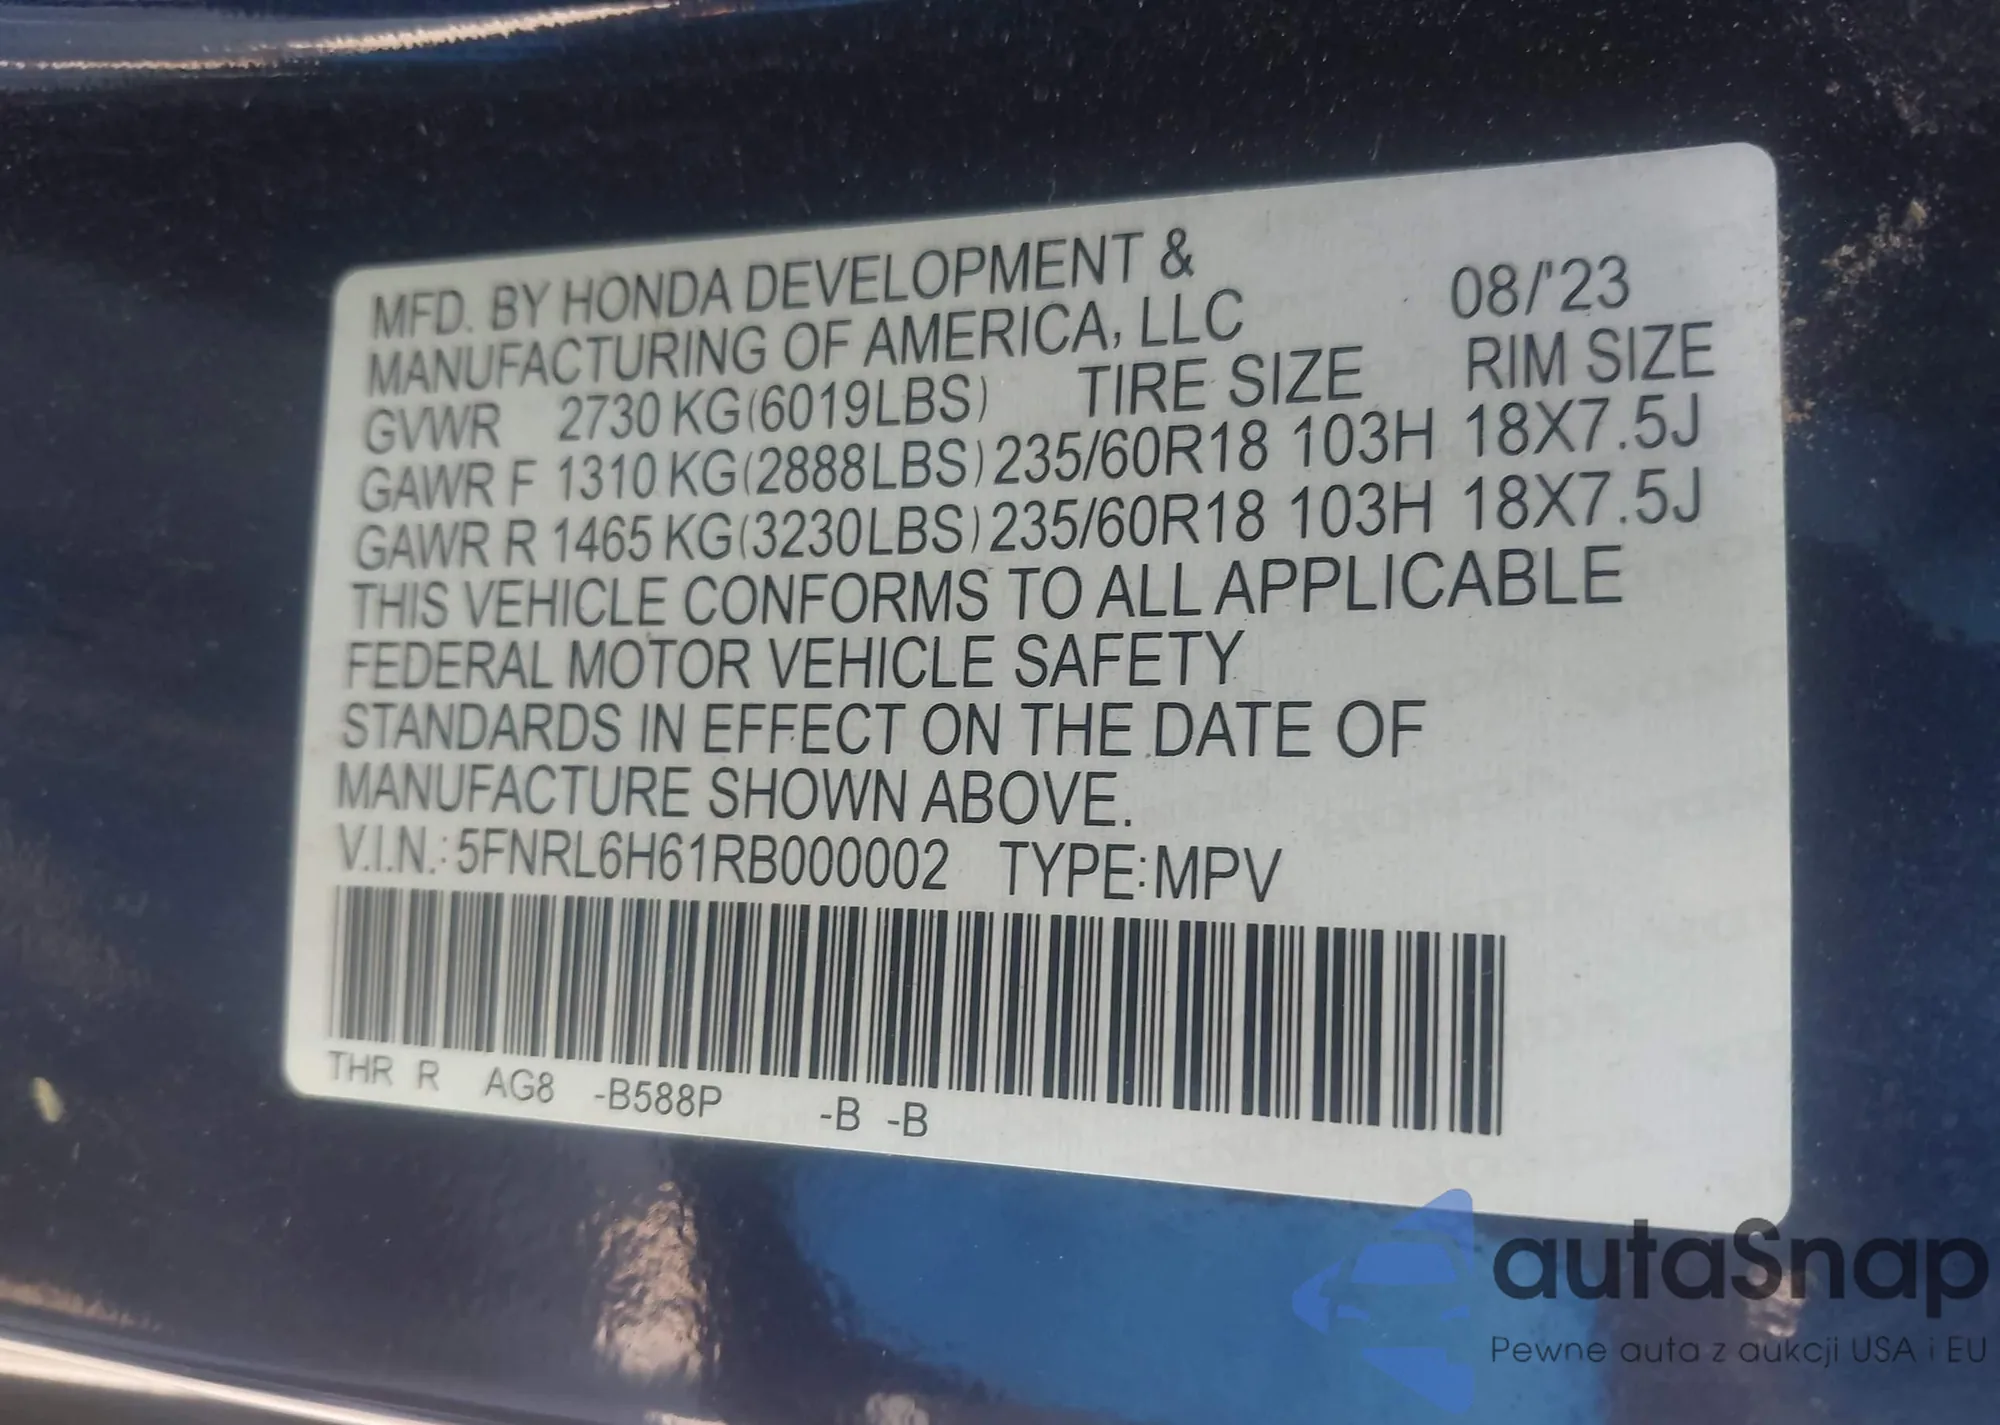 MFD. BY HONDA DEVELOPMENT &
MANUFACTURING OF AMERICA, LLC 08/'23
GVWR 2730 KG(6019LBS) TIRE SIZE RIM SIZE
GAWR F 1310 KG(2888LBS) 235/60R18 103H 18X7.5J
GAWR R 1465 KG(3230LBS) 235/60R18 103H 18X7.5J
THIS VEHICLE CONFORMS TO ALL APPLICABLE
FEDERAL MOTOR VEHICLE SAFETY
STANDARDS IN EFFECT ON THE DATE OF
MANUFACTURE SHOWN ABOVE.
V.I.N.: 5FNRL6H61RB000002 TYPE: MPV
THR R AG8 -B588P -B -B
autaSnap
Pewne auta z aukcji USA i EU